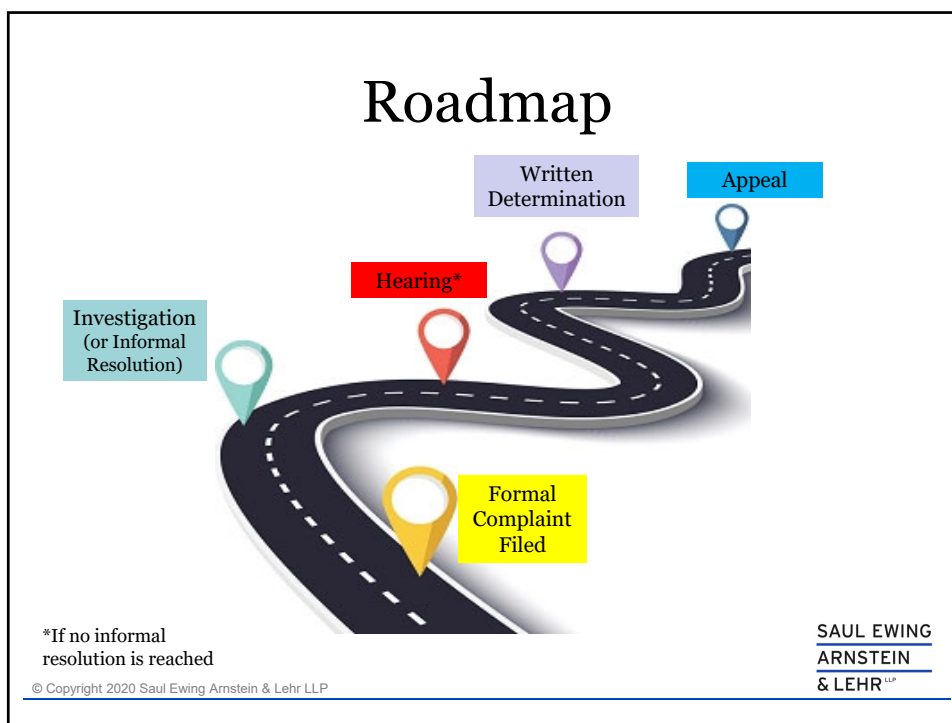 Roadmap
Written
Determination
Appeal
Hearing*
Investigation
(or Informal
Resolution)
Formal
Complaint
Filed
*If no informal
resolution is reached
© Copyright 2020 Saul Ewing Arnstein & Lehr LLP
SAUL EWING
ARNSTEIN
& LEHR LLP